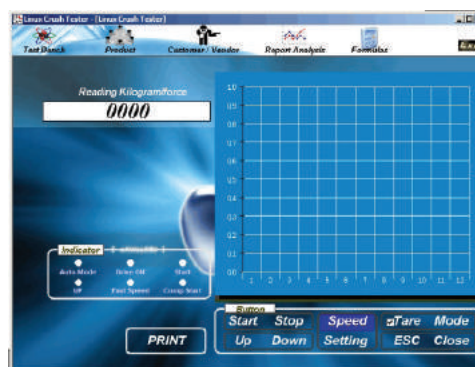 Linux Crush Tester - [Linux Crush Tester]
Test Bench Product Customer / Vendor Report Analysis Formulas
Reading Kilogram/force
0000
1.0
0.9
0.8
0.7
0.6
0.5
0.4
0.3
0.2
0.1
0.0
1 2 3 4 5 6 7 8 9 10 11 12
Indicator
Auto Mode Drive Off Start
UP Fast Speed Comp Start
PRINT
Button
Start Stop Speed Tare Mode
Up Down Setting ESC Close